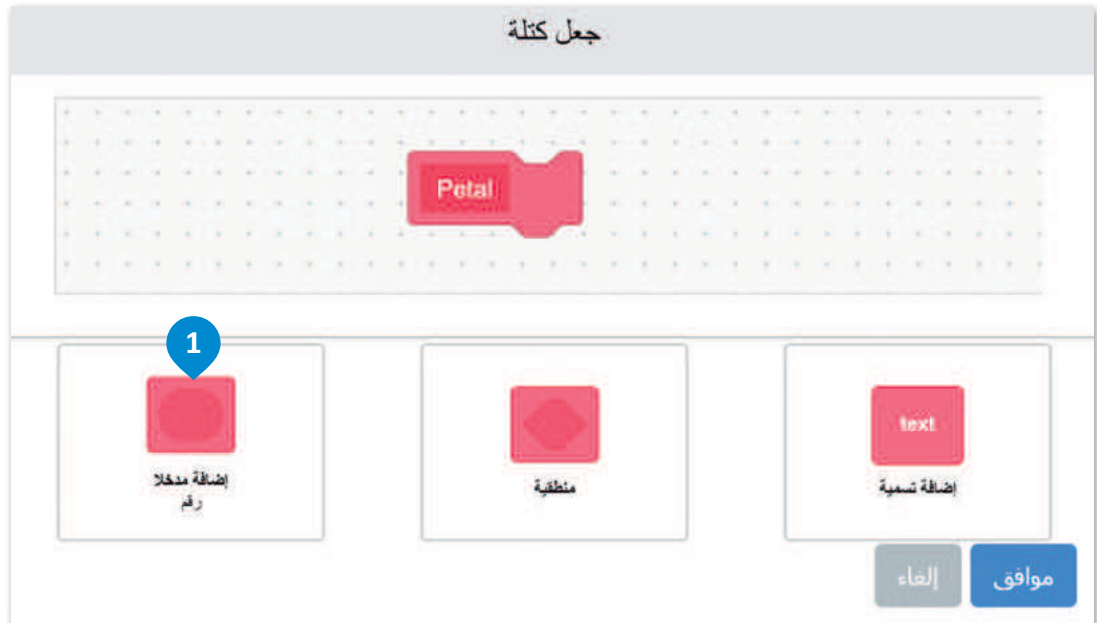 جعل كتلة
Petal
1
text
إضافة تسمية
منطقية
إضافة مدخلا
رقم
موافق
إلغاء